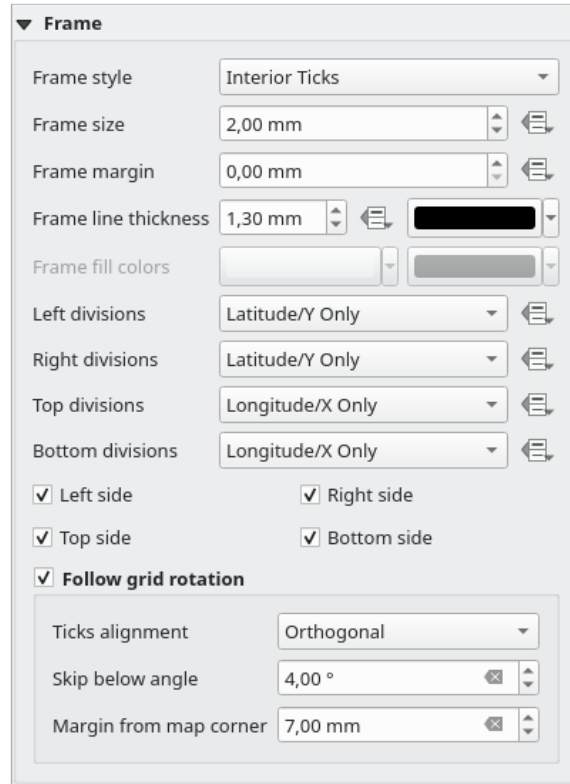 Frame
Frame style Interior Ticks
Frame size 2,00 mm
Frame margin 0,00 mm
Frame line thickness 1,30 mm
Frame fill colors
Left divisions Latitude/Y Only
Right divisions Latitude/Y Only
Top divisions Longitude/X Only
Bottom divisions Longitude/X Only
Left side Right side
Top side Bottom side
Follow grid rotation
Ticks alignment Orthogonal
Skip below angle 4,00 °
Margin from map corner 7,00 mm